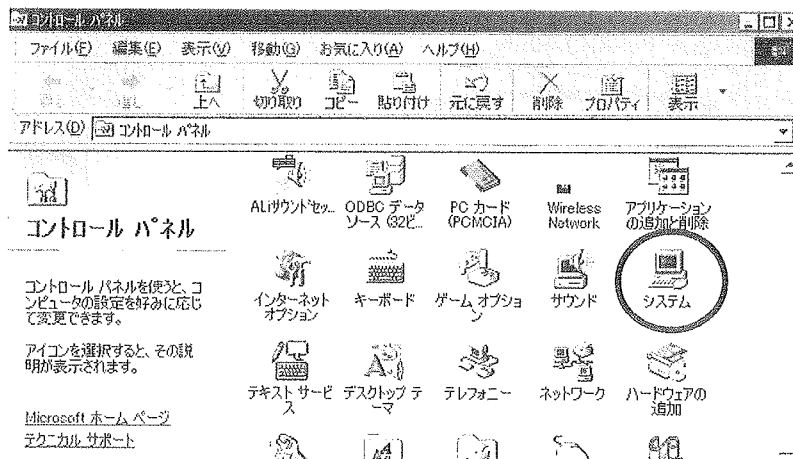 コントロール パネル
ファイル(F) 編集(E) 表示(V) 移動(G) お気に入り(A) ヘルプ(H)
上へ 切り取り コピー 貼り付け 元に戻す 削除 プロパティ 表示
アドレス(D) コントロール パネル
コントロール パネル
コントロール パネルを使うと、コ
ンピュータの設定を好みに応じ
て変更できます。
アイコンを選択すると、その説
明が表示されます。
Microsoft ホーム ページ
テクニカル サポート
ALiサウンドセッ...
ODBC データ
ソース (32ビ...
PC カード
(PCMCIA)
Wireless
Network
アプリケーション
の追加と削除
インターネット
オプション
キーボード
ゲーム オプショ
ン
サウンド
システム
テキスト サービ
ス
デスクトップ テ
ーマ
テレフォニー
ネットワーク
ハードウェアの
追加